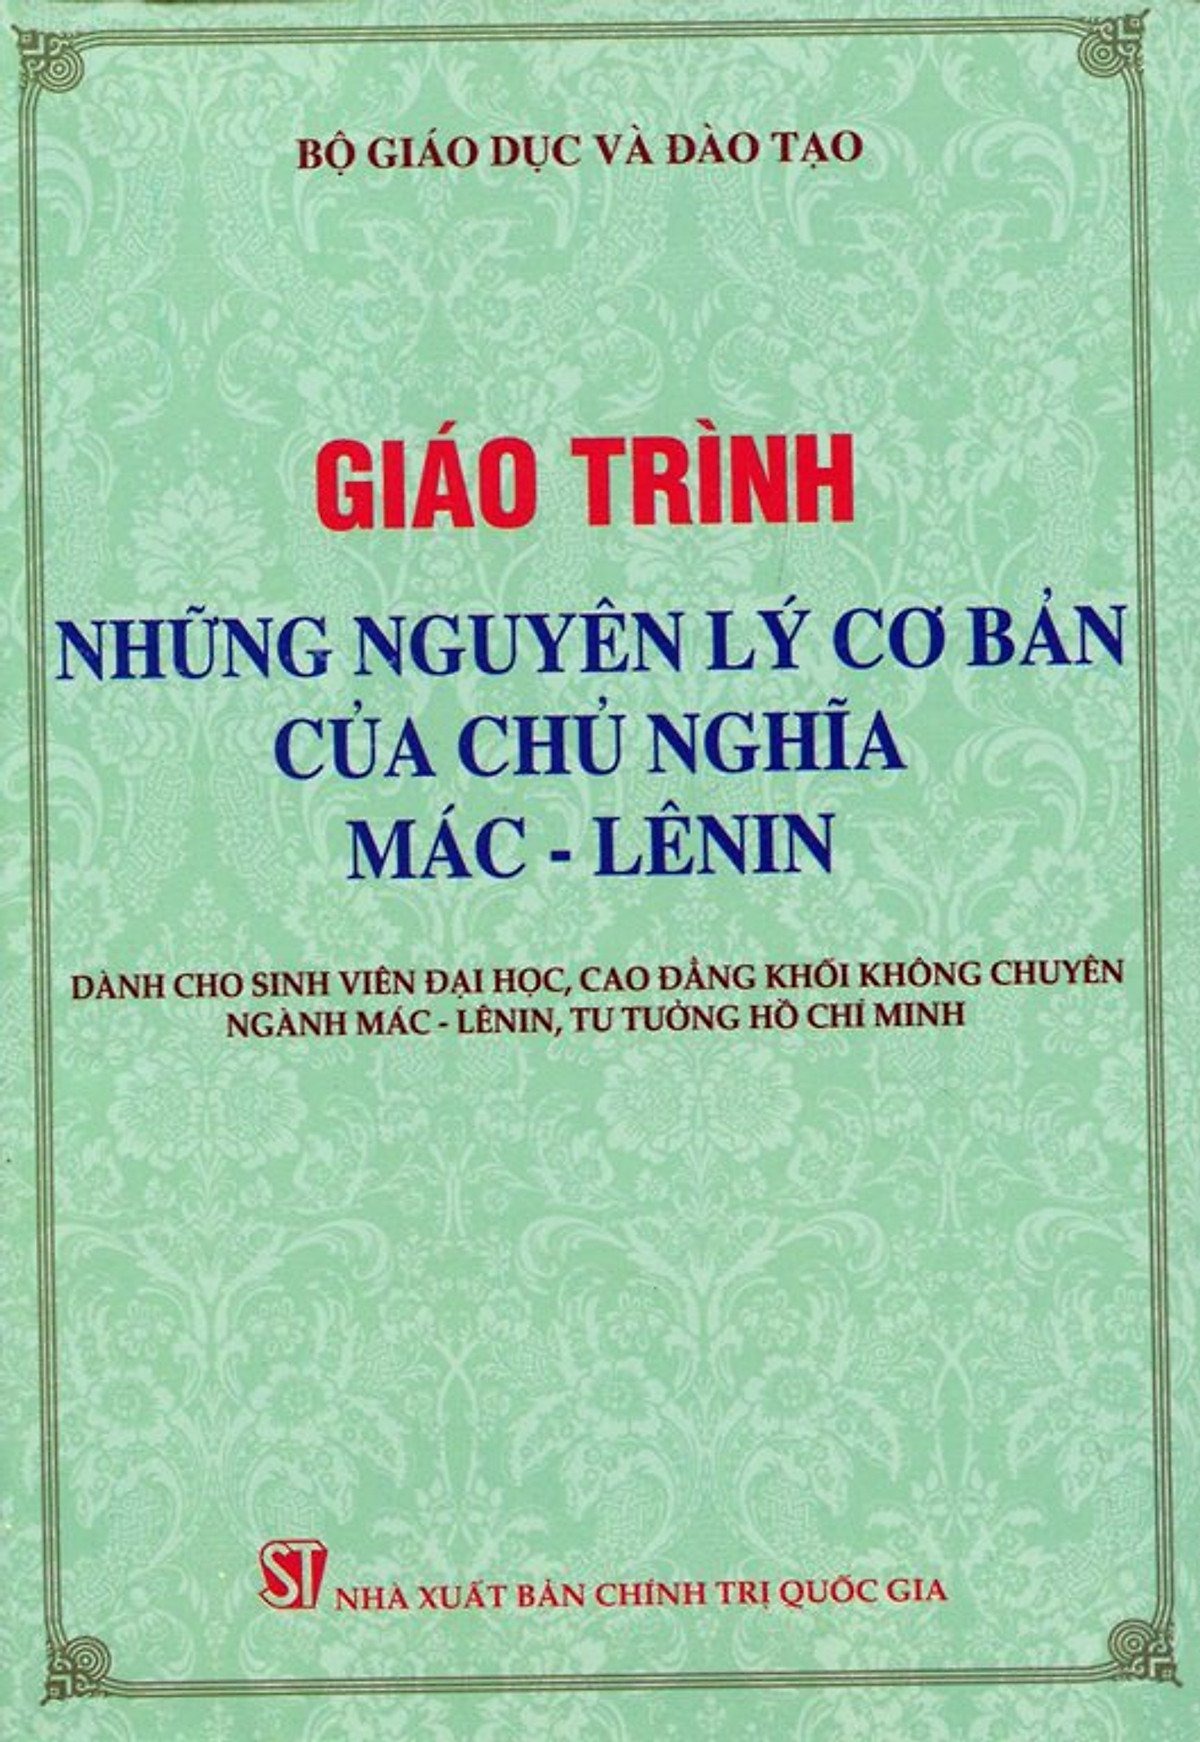 BỘ GIÁO DỤC VÀ ĐÀO TẠO
GIÁO TRÌNH
NHỮNG NGUYÊN LÝ CƠ BẢN
CỦA CHỦ NGHĨA
MÁC - LÊNIN
DÀNH CHO SINH VIÊN ĐẠI HỌC, CAO ĐẲNG KHỐI KHÔNG CHUYÊN
NGÀNH MÁC - LÊNIN, TƯ TƯỞNG HỒ CHÍ MINH
ST NHÀ XUẤT BẢN CHÍNH TRỊ QUỐC GIA